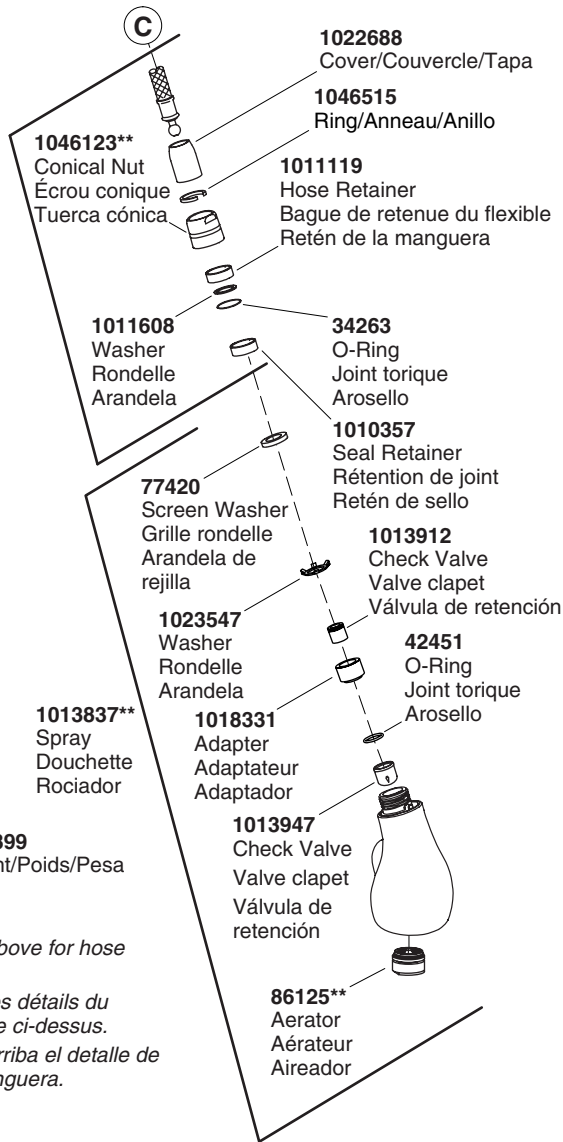 C
1022688
Cover/Couvercle/Tapa
1046515
Ring/Anneau/Anillo
1046123**
Conical Nut
Écrou conique
Tuerca cónica
1011119
Hose Retainer
Bague de retenue du flexible
Retén de la manguera
1011608
Washer
Rondelle
Arandela
34263
O-Ring
Joint torique
Arosello
1010357
Seal Retainer
Rétention de joint
Retén de sello
77420
Screen Washer
Grille rondelle
Arandela de
rejilla
1013912
Check Valve
Valve clapet
Válvula de retención
1023547
Washer
Rondelle
Arandela
42451
O-Ring
Joint torique
Arosello
1013837**
Spray
Douchette
Rociador
1018331
Adapter
Adaptateur
Adaptador
1013947
Check Valve
Valve clapet
Válvula de
retención
/Poids/Pesa
for hose
détails du
ci-dessus.
el detalle de
86125**
Aerator
Aérateur
Aireador